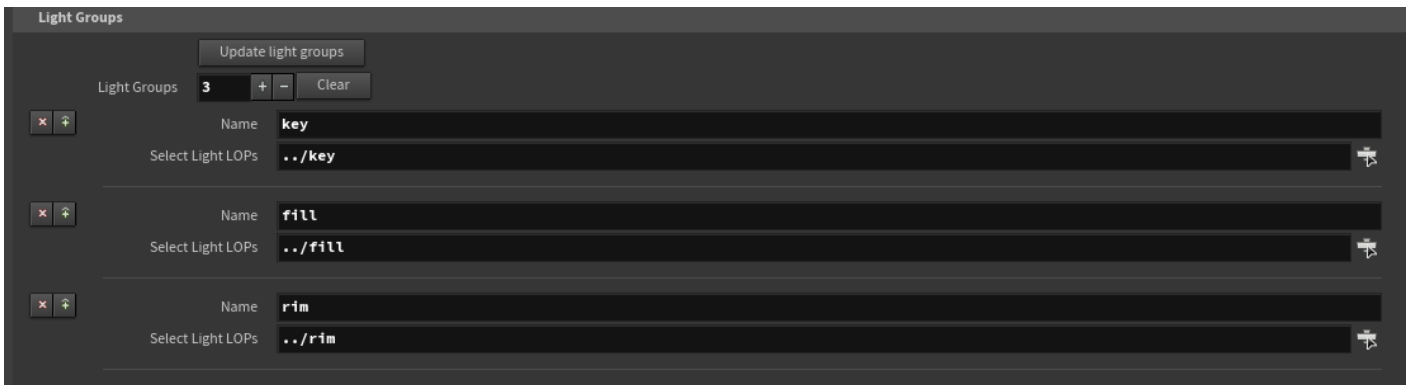 Light Groups
Update light groups
Light Groups 3 + - Clear
Name key
Select Light LOPs ../key
Name fill
Select Light LOPs ../fill
Name rim
Select Light LOPs ../rim